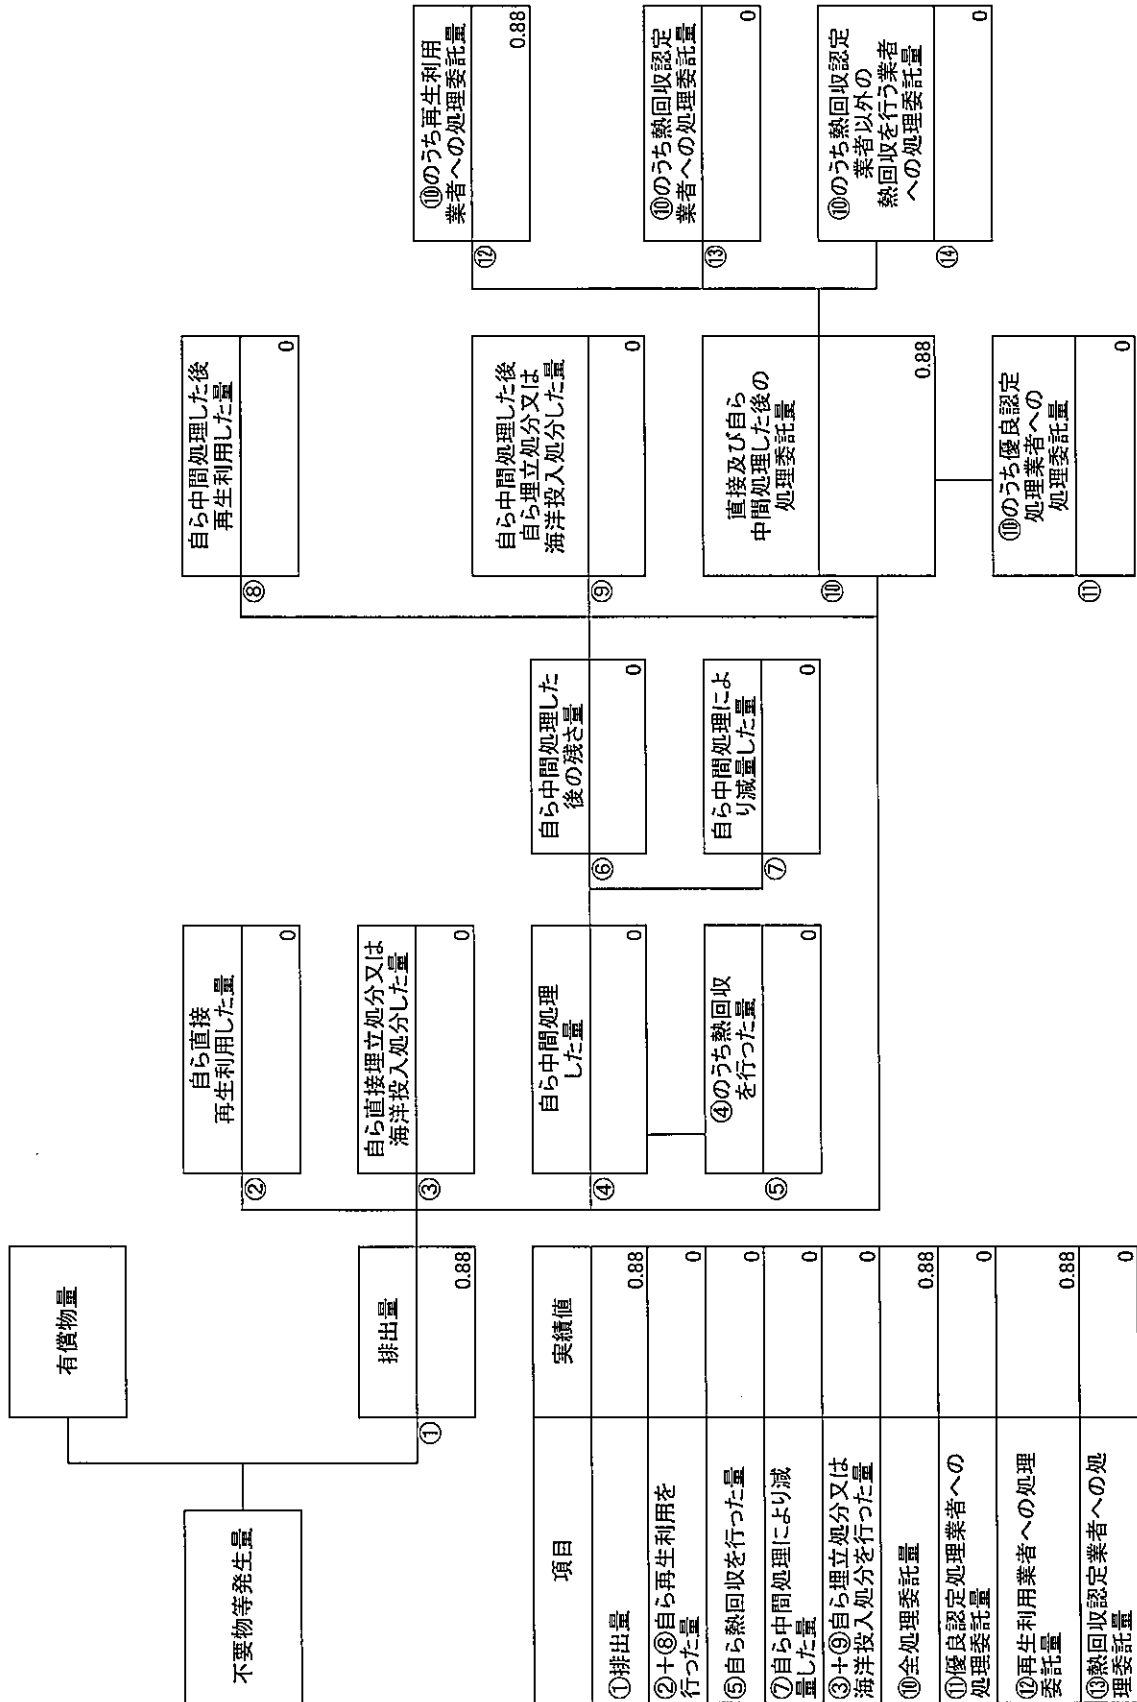 不要物等発生量
有償物量
排出量
①
0.88
自ら直接
再生利用した量
②
0
自ら直接埋立処分又は
海洋投入処分した量
③
0
自ら中間処理
した量
④
0
④のうち熱回収
を行った量
⑤
0
自ら中間処理した
後の残さ量
⑥
0
自ら中間処理によ
り減量した量
⑦
0
自ら中間処理した後
再生利用した量
⑧
0
自ら中間処理した後
自ら埋立処分又は
海洋投入処分した量
⑨
0
直接及び自ら
中間処理した後の
処理委託量
⑩
0.88
⑩のうち優良認定
処理業者への
処理委託量
⑪
0
⑩のうち再生利用
業者への処理委託量
⑫
0.88
⑩のうち熱回収認定
業者への処理委託量
⑬
0
⑩のうち熱回収認定
業者以外の
熱回収を行う業者
への処理委託量
⑭
0
項目 実績値
①排出量 0.88
②+⑧自ら再生利用を
行った量 0
⑤自ら熱回収を行った量 0
⑦自ら中間処理により減
量した量 0
③+⑨自ら埋立処分又は
海洋投入処分を行った量 0
⑩全処理委託量 0.88
⑪優良認定処理業者への
処理委託量 0
⑫再生利用業者への処理
委託量 0.88
⑬熱回収認定業者への処
理委託量 0